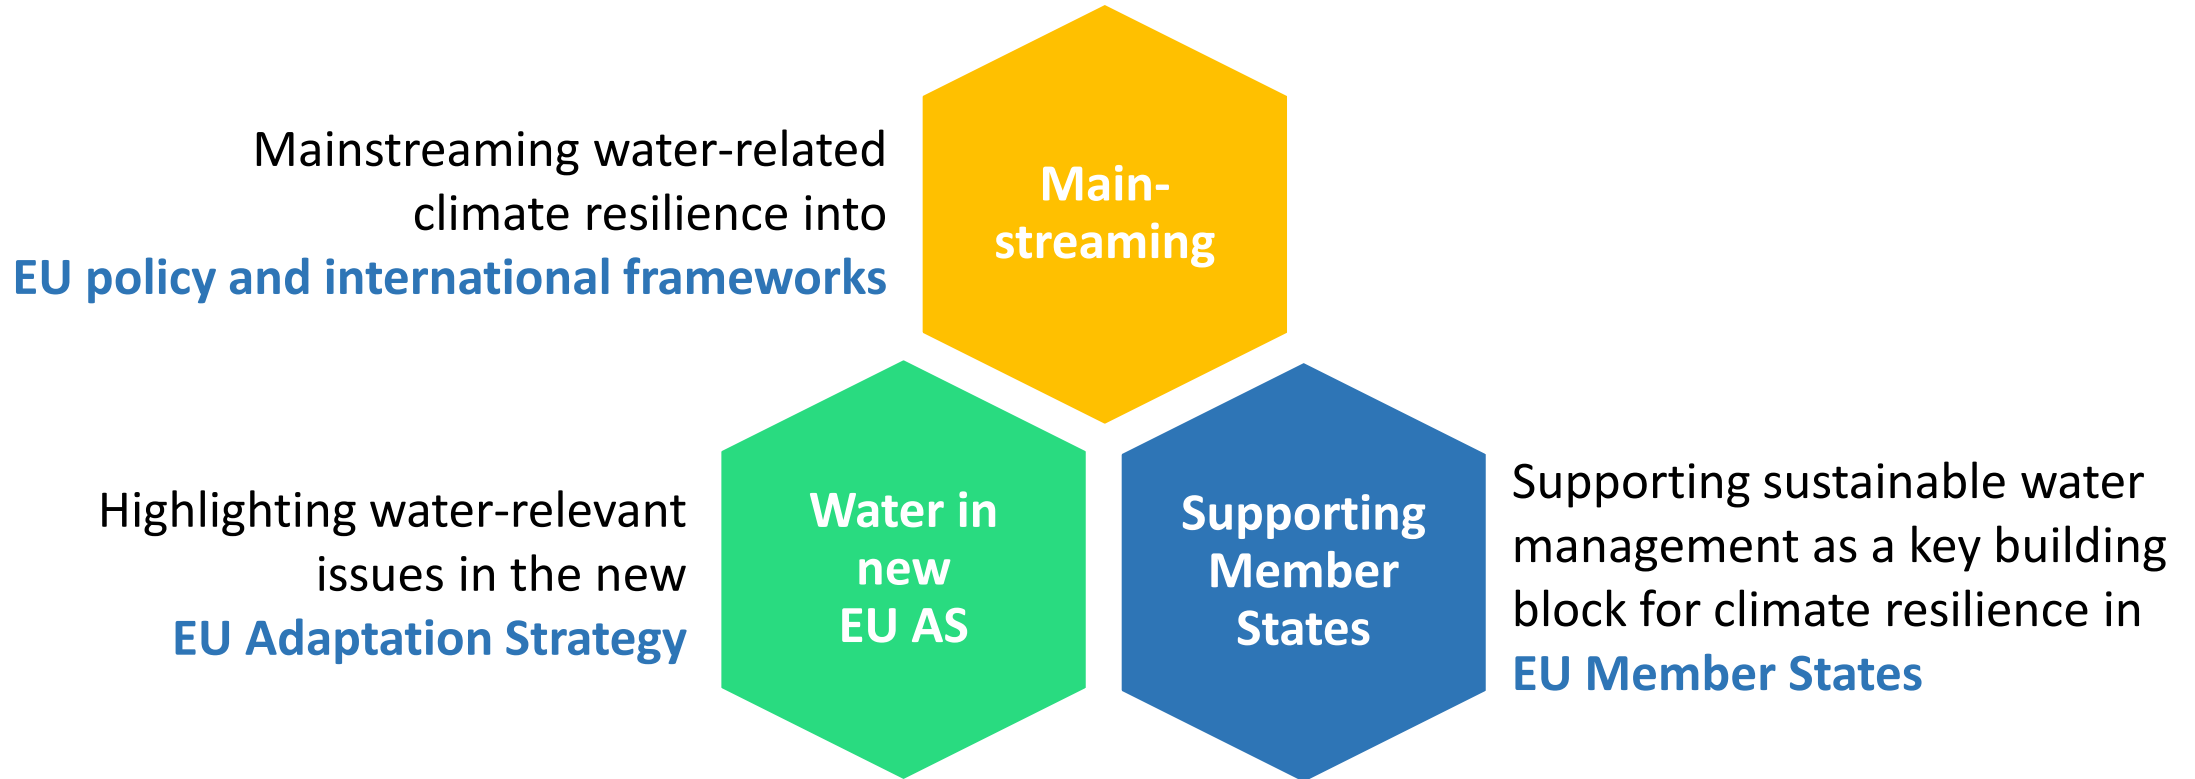 Mainstreaming water-related
climate resilience into
EU policy and international frameworks
Main-
streaming
Highlighting water-relevant
issues in the new
EU Adaptation Strategy
Water in
new
EU AS
Supporting
Member
States
Supporting sustainable water
management as a key building
block for climate resilience in
EU Member States